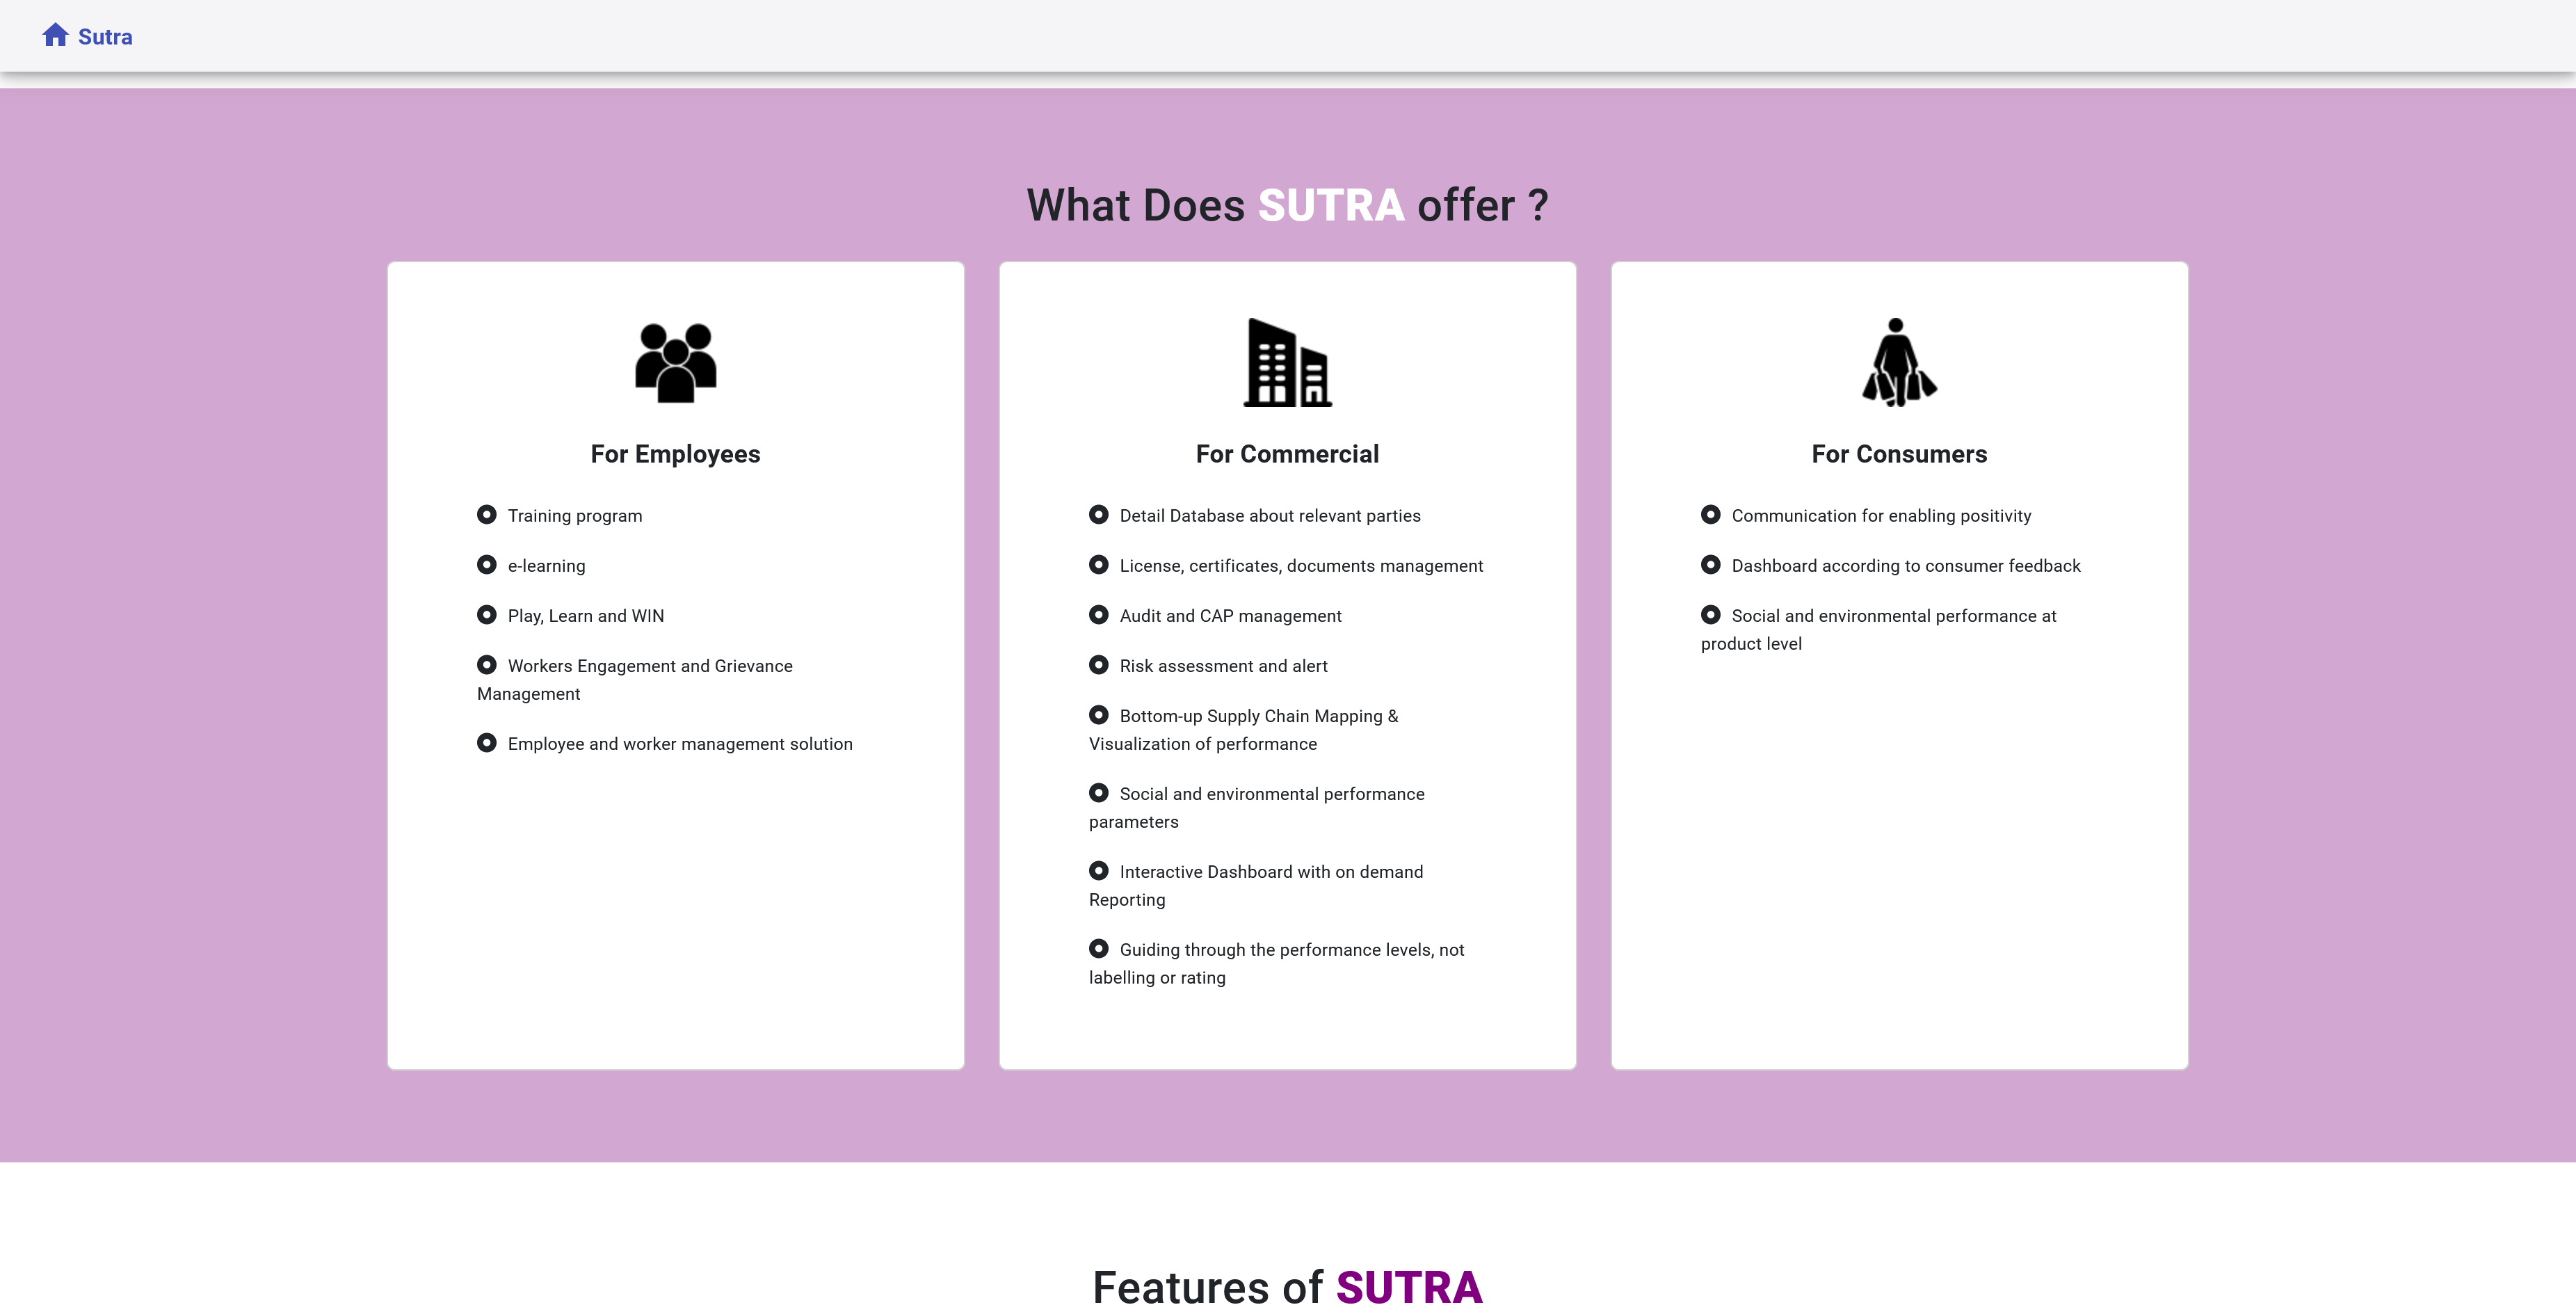 Sutra
What Does SUTRA offer ?
For Employees
Training program
e-learning
Play, Learn and WIN
Workers Engagement and Grievance
Management
Employee and worker management solution
For Commercial
Detail Database about relevant parties
License, certificates, documents management
Audit and CAP management
Risk assessment and alert
Bottom-up Supply Chain Mapping &
Visualization of performance
Social and environmental performance
parameters
Interactive Dashboard with on demand
Reporting
Guiding through the performance levels, not
labelling or rating
For Consumers
Communication for enabling positivity
Dashboard according to consumer feedback
Social and environmental performance at
product level
Features of SUTRA